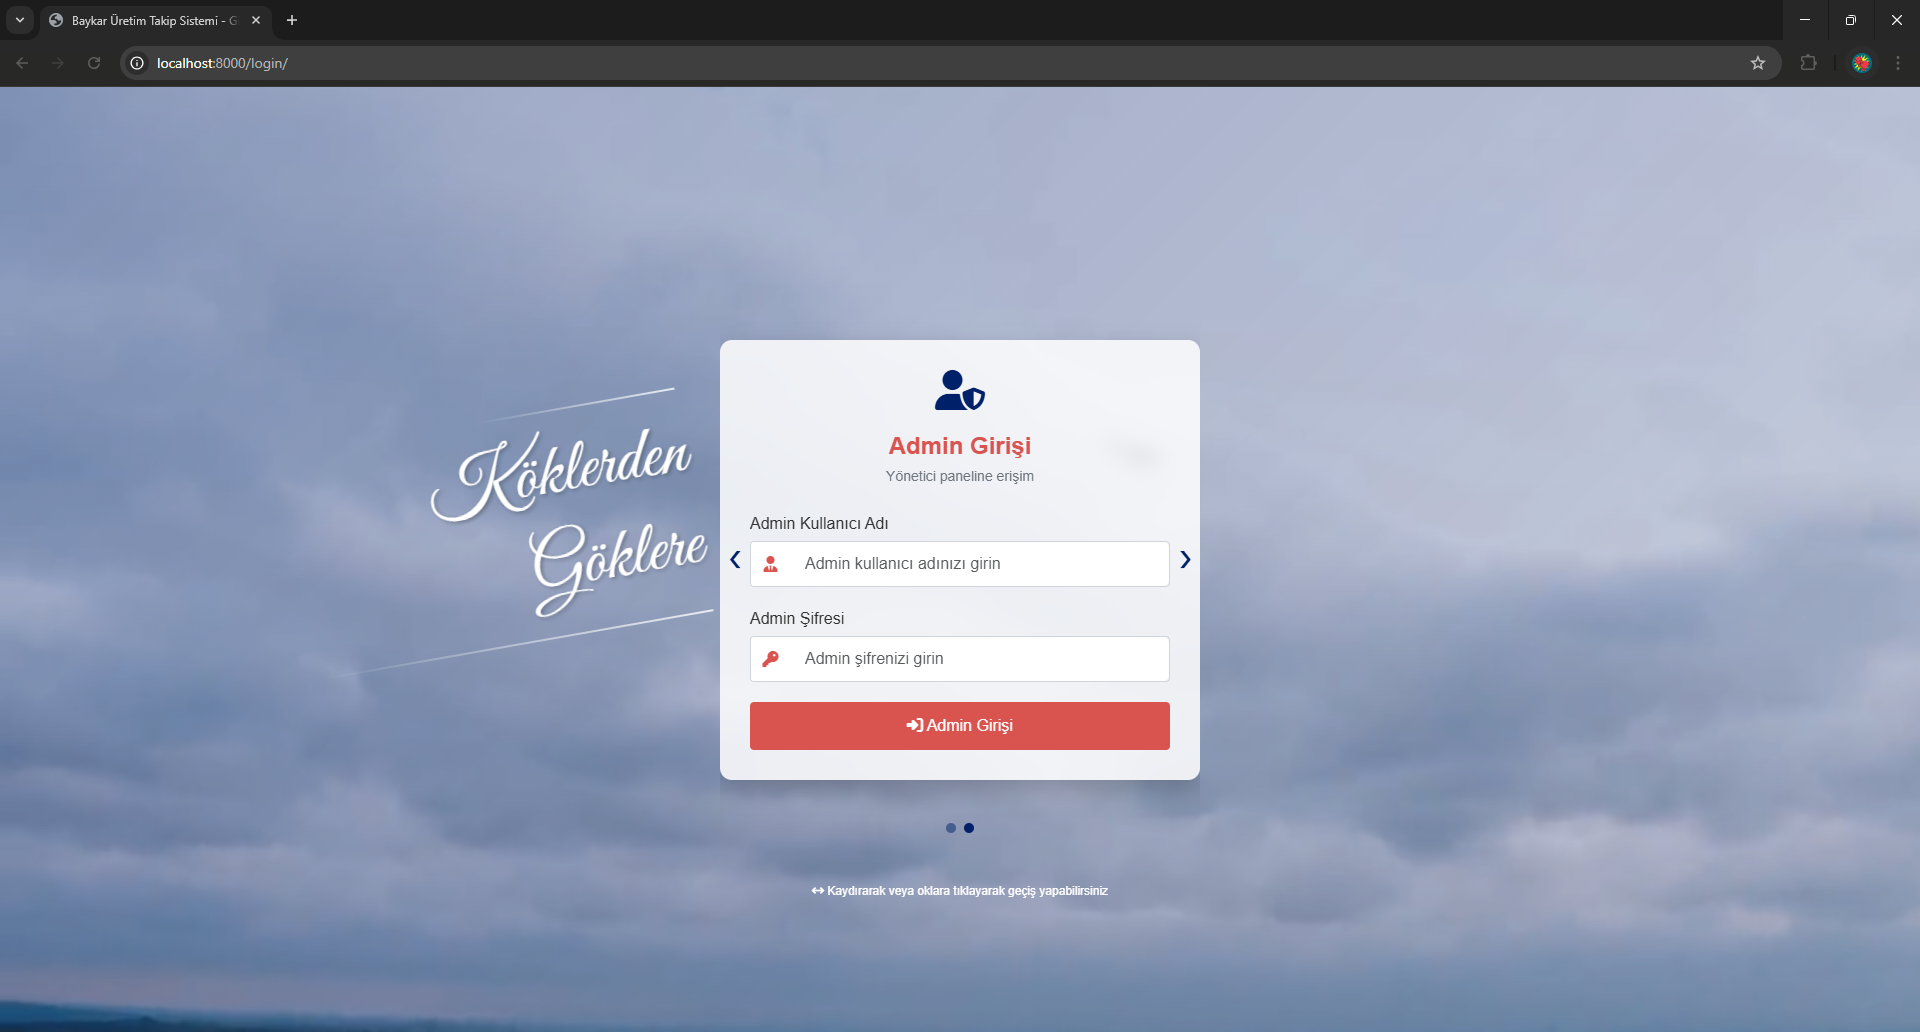 Baykar Üretim Takip Sistemi - G
localhost:8000/login/
Köklerden
Göklere
Admin Girişi
Yönetici paneline erişim
Admin Kullanıcı Adı
Admin kullanıcı adınızı girin
Admin Şifresi
Admin şifrenizi girin
Admin Girişi
Kaydırarak veya oklara tıklayarak geçiş yapabilirsiniz